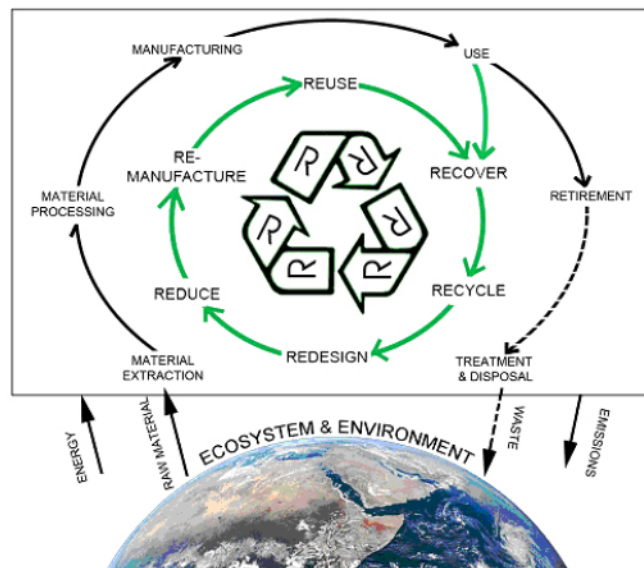 MANUFACTURING
USE
REUSE
RE-
MANUFACTURE
RECOVER
MATERIAL
PROCESSING
RETIREMENT
R
R
R
R
R
R
REDUCE
RECYCLE
REDESIGN
MATERIAL
EXTRACTION
TREATMENT
& DISPOSAL
ENERGY
RAW MATERIAL
ECOSYSTEM & ENVIRONMENT
WASTE
EMISSIONS